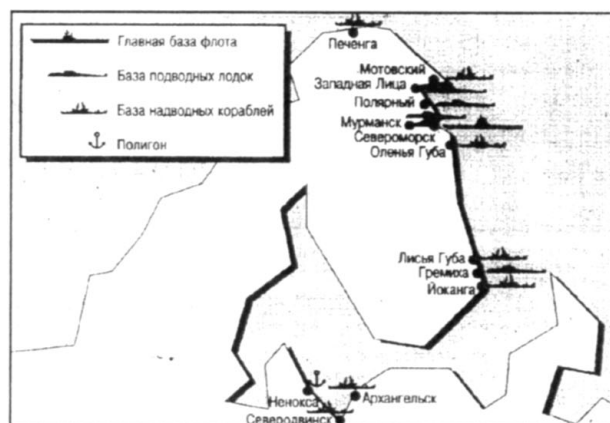 Главная база флота
База подводных лодок
База надводных кораблей
Полигон
Печенга
Мотовский
Западная Лица
Полярный
Мурманск
Североморск
Оленья Губа
Лисья Губа
Гремиха
Йоканга
Ненокса
Архангельск
Северодвинск